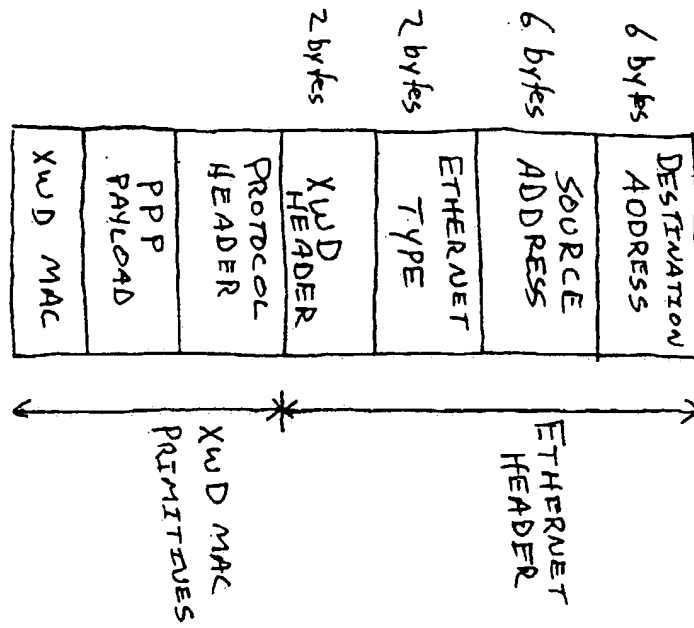 6 bytes
DESTINATION
ADDRESS
6 bytes
SOURCE
ADDRESS
2 bytes
ETHERNET
TYPE
2 bytes
XWD
HEADER
ETHERNET
HEADER
PROTOCOL
HEADER
PPP
PAYLOAD
XWD MAC
XWD MAC
PRIMITIVES